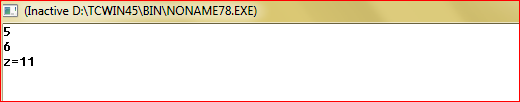 (Inactive D:\TCWIN45\BIN\NONAME78.EXE)
5
6
z=11